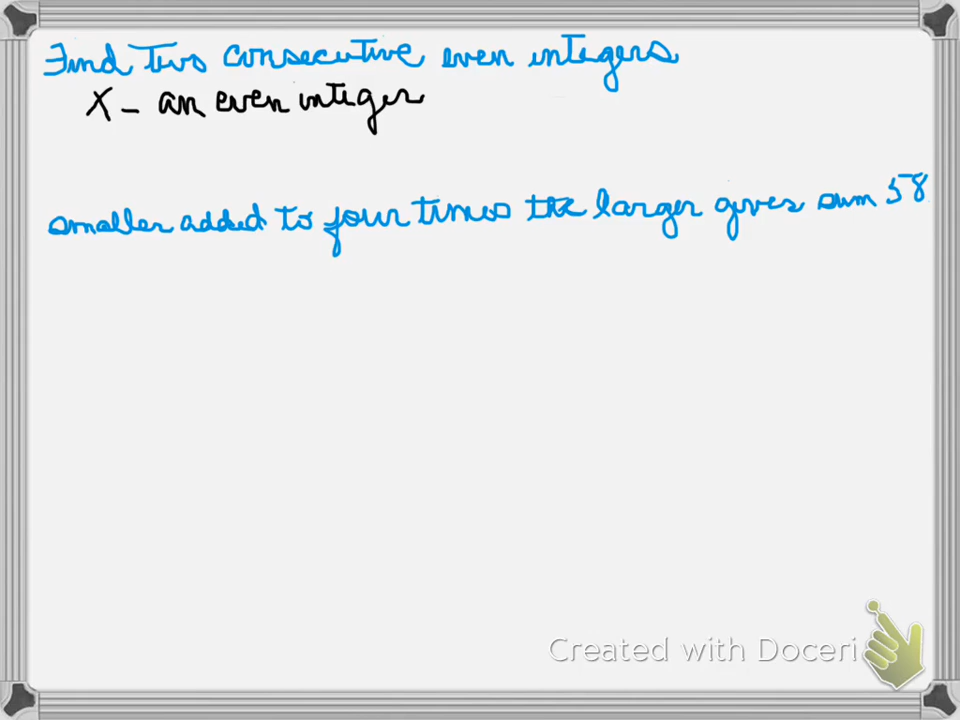 Find two consecutive even integers
X - an even integer
smaller added to four times the larger gives sum 58
Created with Doceri